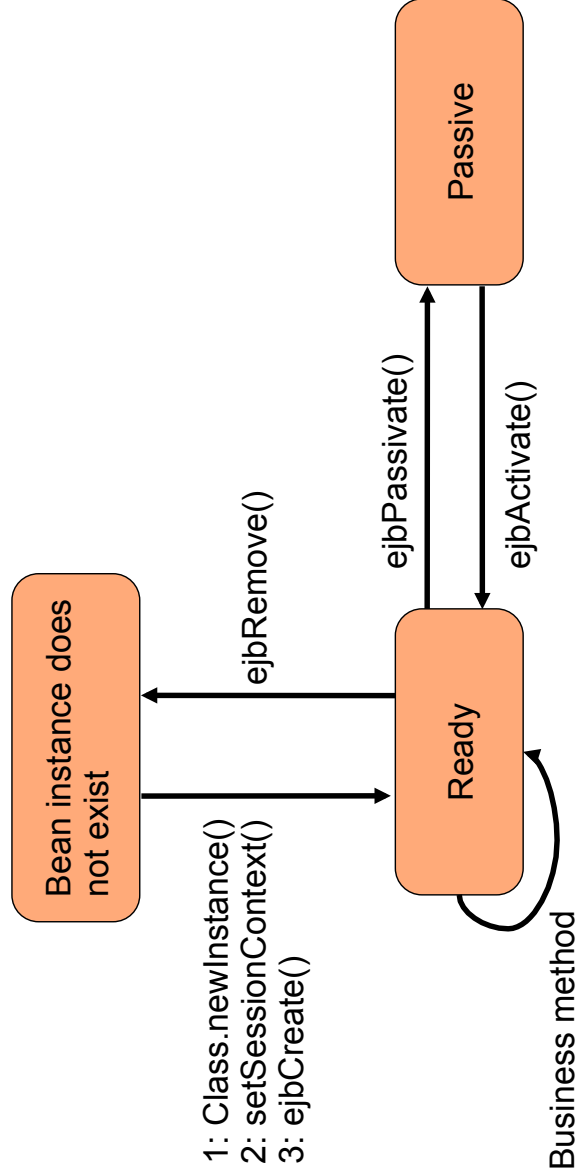 Bean instance does
not exist
1: Class.newInstance()
2: setSessionContext()
3: ejbCreate()
ejbRemove()
Ready
Business method
ejbPassivate()
ejbActivate()
Passive